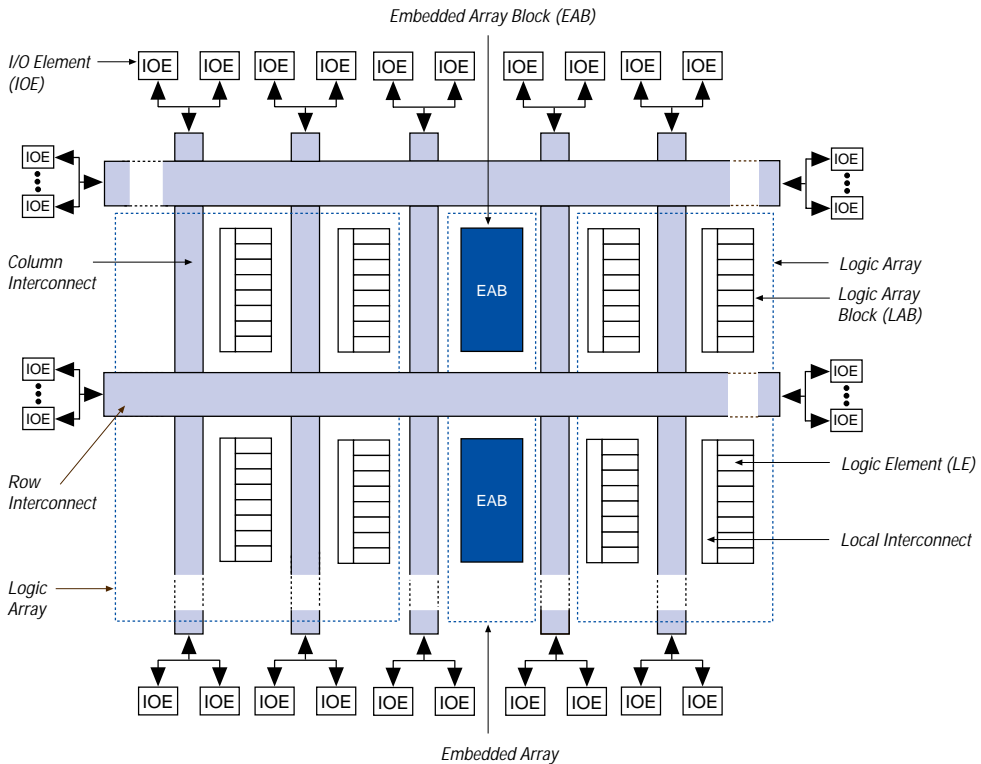 Embedded Array Block (EAB)
I/O Element
(IOE)
IOE IOE IOE IOE IOE IOE IOE IOE IOE IOE
IOE IOE
IOE IOE
Column
Interconnect
EAB
Logic Array
Logic Array
Block (LAB)
IOE IOE
IOE IOE
Row
Interconnect
EAB
Logic Element (LE)
Local Interconnect
Logic
Array
IOE IOE IOE IOE IOE IOE IOE IOE IOE IOE
Embedded Array